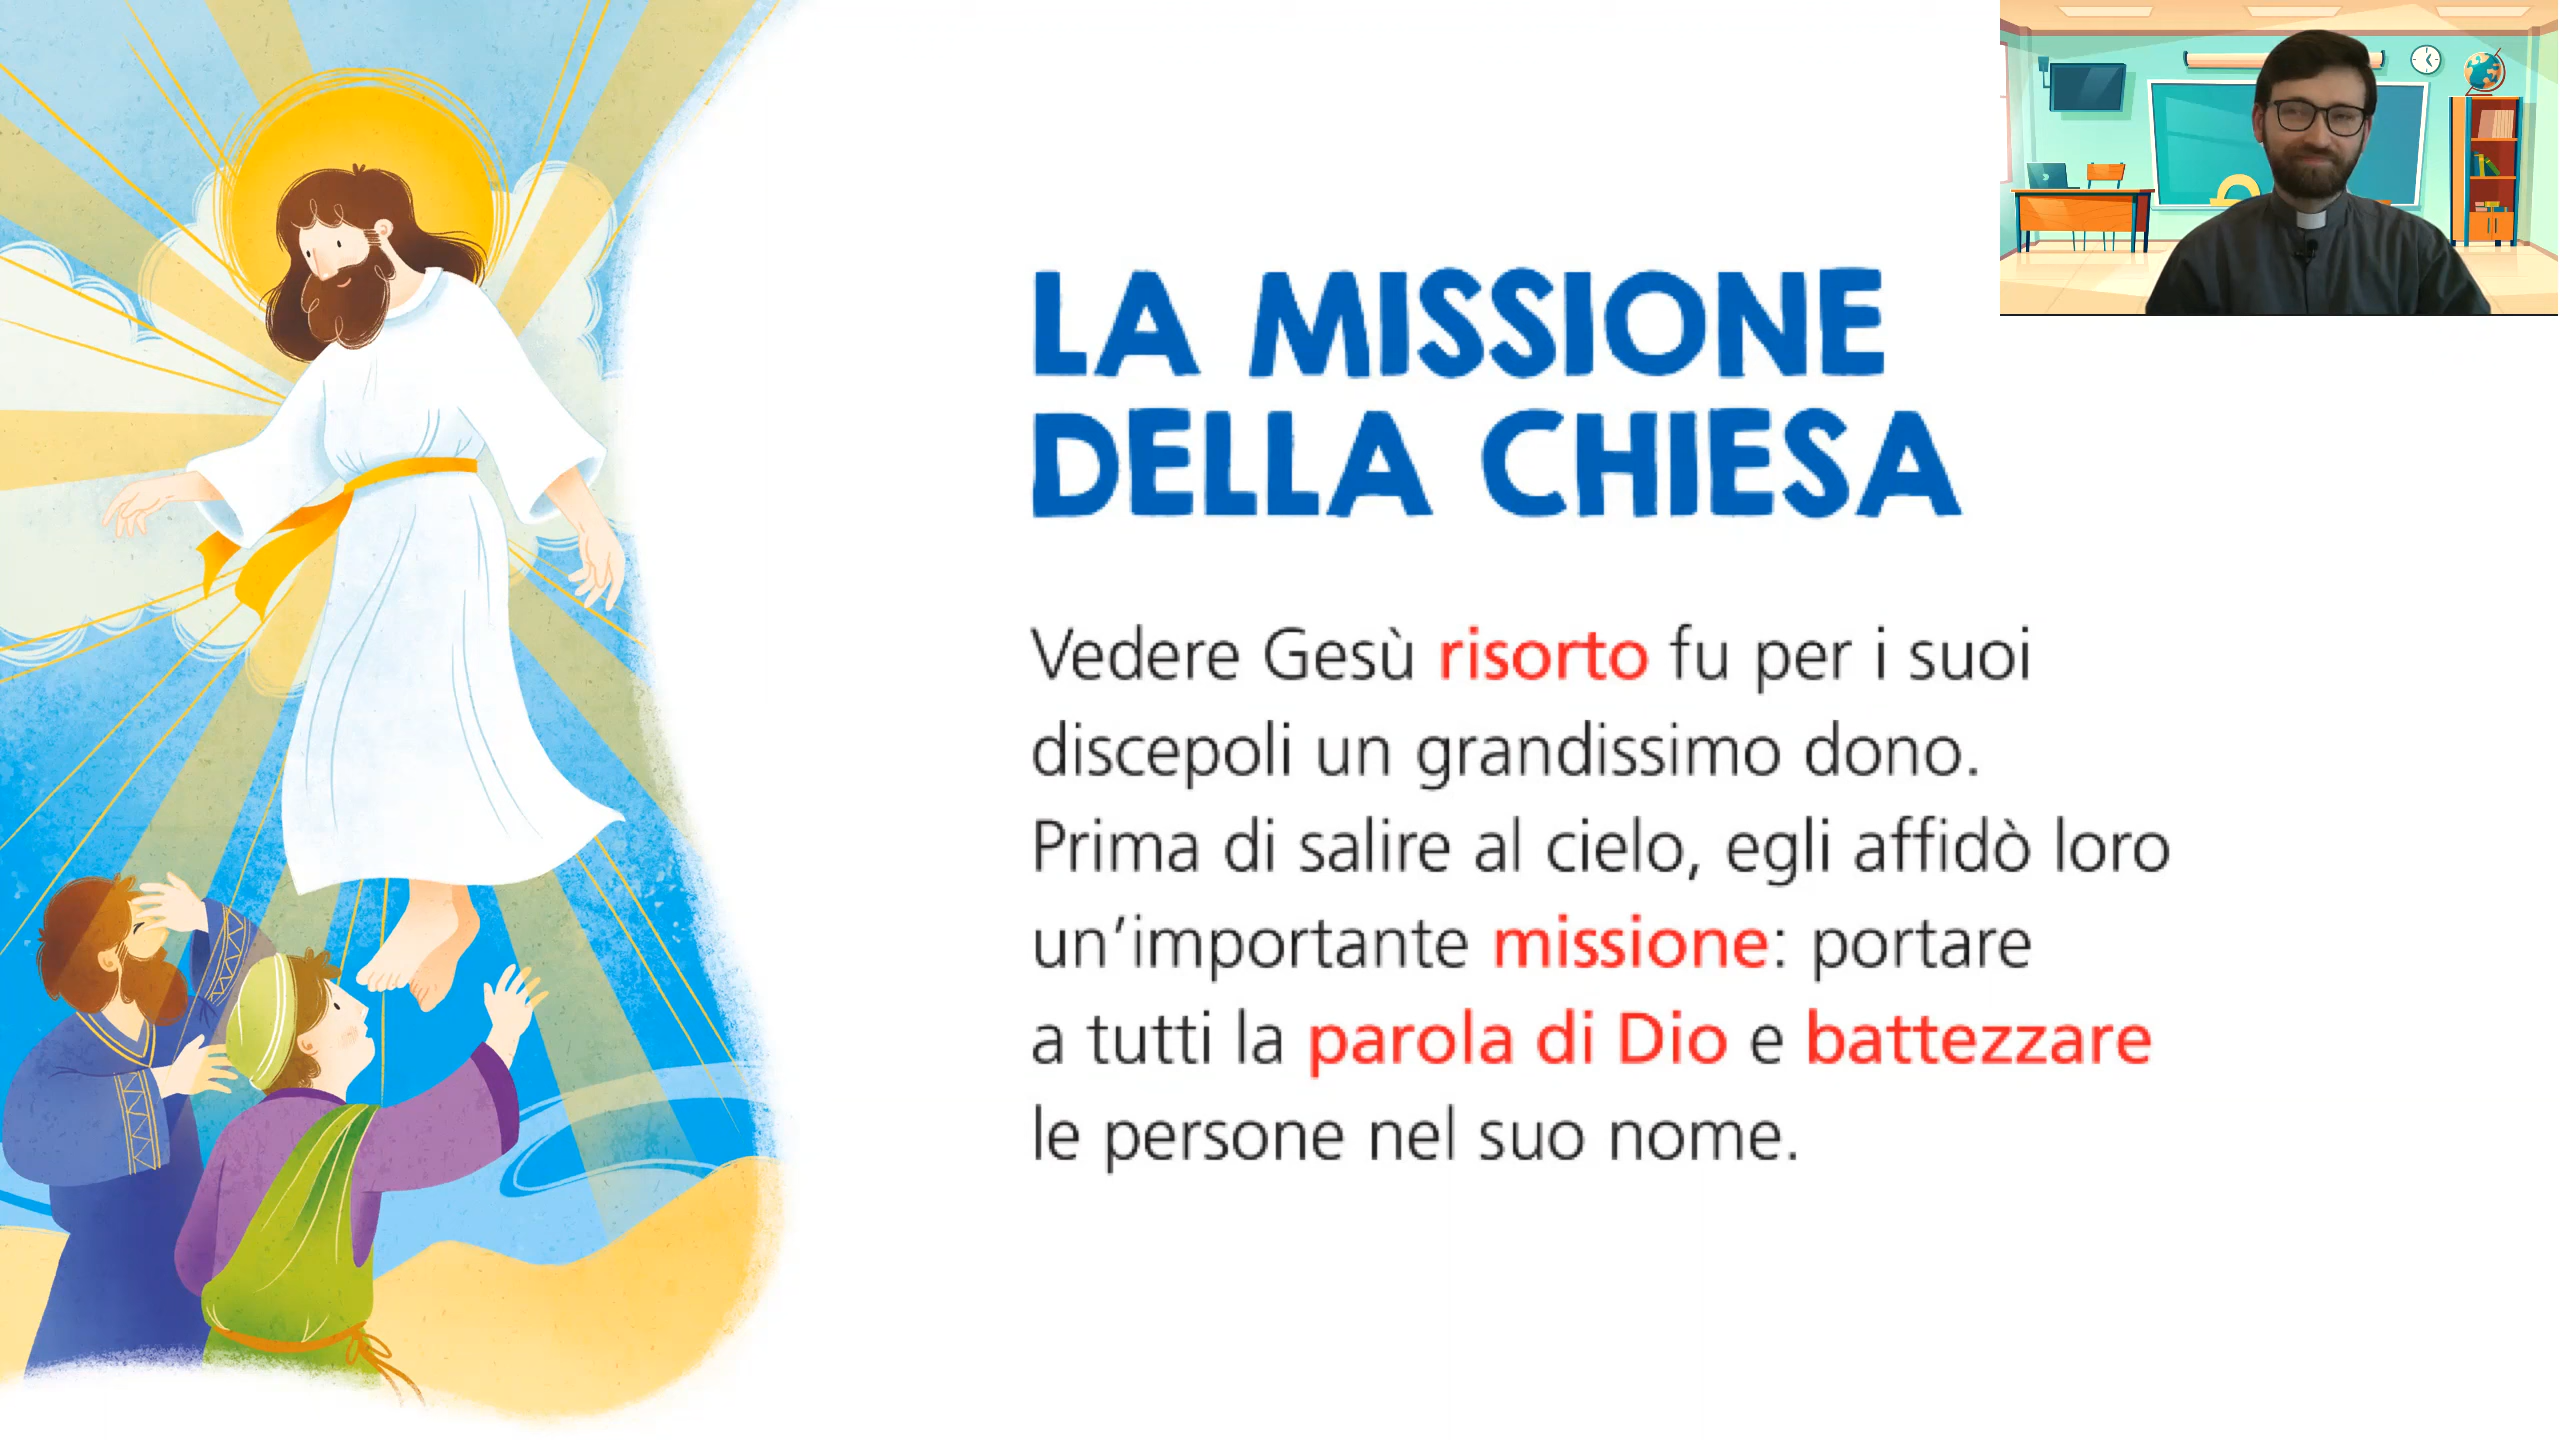 LA MISSIONE
DELLA CHIESA
Vedere Gesù risorto fu per i suoi
discepoli un grandissimo dono.
Prima di salire al cielo, egli affidò loro
un’importante missione: portare
a tutti la parola di Dio e battezzare
le persone nel suo nome.